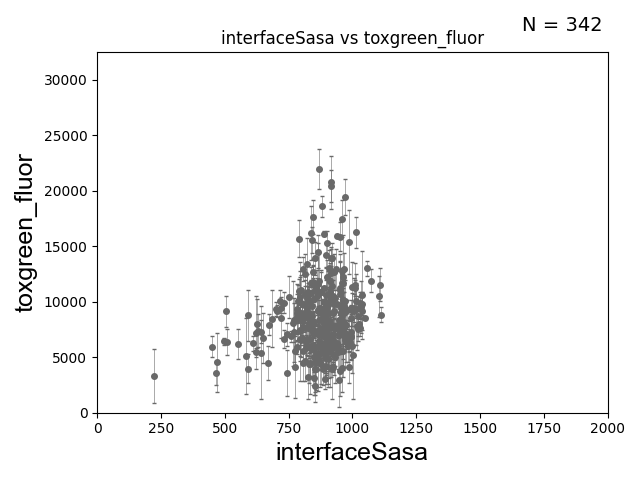 N = 342
interfaceSasa vs toxgreen_fluor
toxgreen_fluor
30000
25000
20000
15000
10000
5000
0
0 250 500 750 1000 1250 1500 1750 2000
interfaceSasa